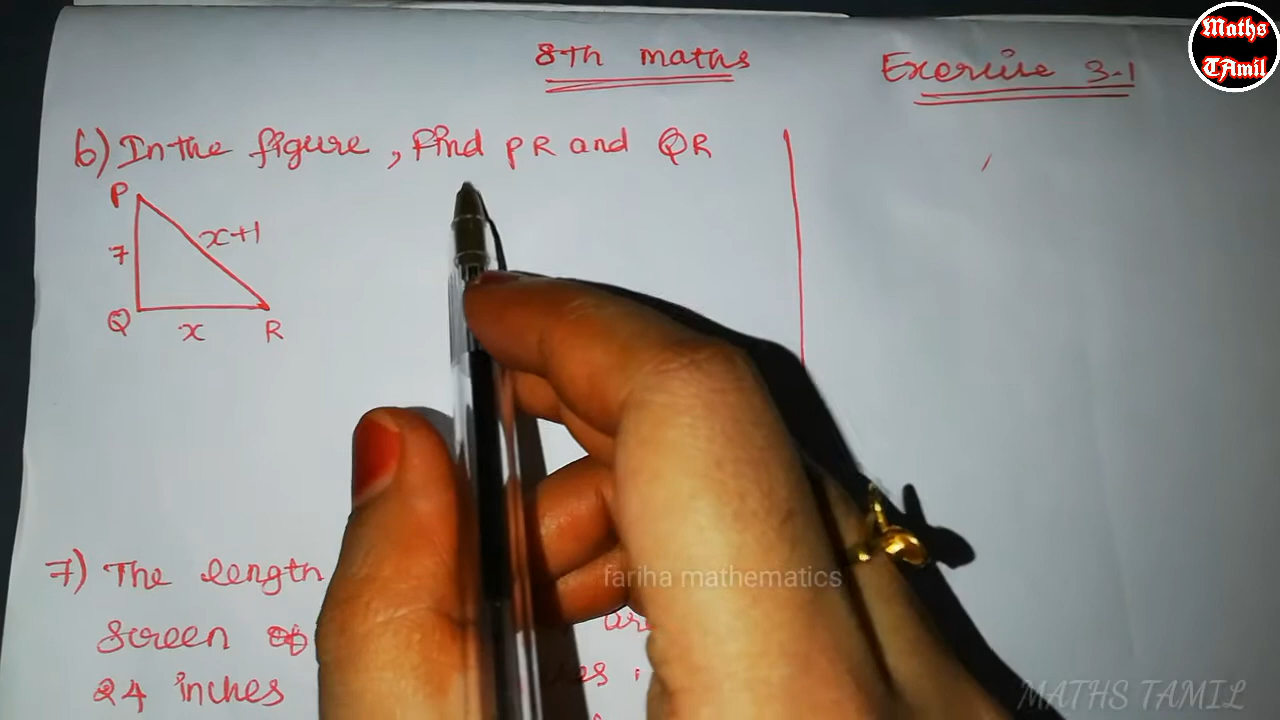 Maths
TAmil
8th maths
Exercise 3.1
6) In the figure, Find PR and QR
P
7
x+1
Q
x
R
7) The length
Screen of
24 inches
fariha mathematics
MATHS TAMIL